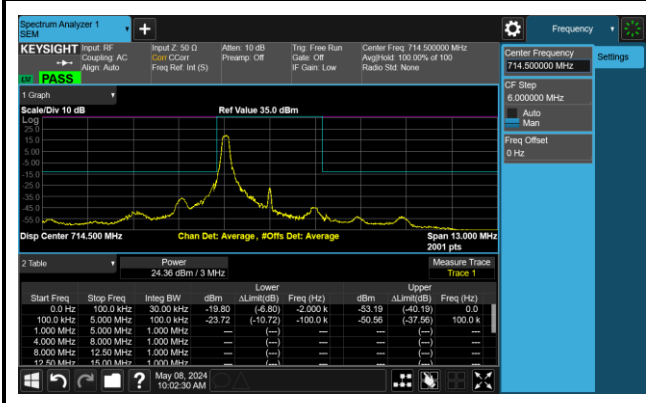 Spectrum Analyzer 1
SEM
+
Frequency
KEYSIGHT Input: RF Input Z: 50 Ω Atten: 10 dB Trig: Free Run Center Freq: 714.500000 MHz
Coupling: AC Corr CCorr Preamp: Off Gate: Off Avg|Hold: 100.00% of 100
Align: Auto Freq Ref: Int (S) IF Gain: Low Radio Std: None
PASS
Center Frequency
714.500000 MHz
Settings
CF Step
6.000000 MHz
Auto
Man
Freq Offset
0 Hz
1 Graph
Scale/Div 10 dB Ref Value 35.0 dBm
Log
25.0
15.0
5.00
-5.00
-15.0
-25.0
-35.0
-45.0
-55.0
Disp Center 714.500 MHz Chan Det: Average , #Offs Det: Average Span 13.000 MHz
2001 pts
2 Table Power Measure Trace
24.36 dBm / 3 MHz Trace 1
Lower Upper
Start Freq Stop Freq Integ BW dBm ΔLimit(dB) Freq (Hz) dBm ΔLimit(dB) Freq (Hz)
0.0 Hz 100.0 kHz 30.00 kHz -19.80 (-6.80) -2.000 k -53.19 (-40.19) 0.0
100.0 kHz 5.000 MHz 100.0 kHz -23.72 (-10.72) -100.0 k -50.56 (-37.56) 100.0 k
1.000 MHz 5.000 MHz 1.000 MHz --- (---) --- --- (---) ---
4.000 MHz 8.000 MHz 1.000 MHz --- (---) --- --- (---) ---
8.000 MHz 12.50 MHz 1.000 MHz --- (---) --- --- (---) ---
12.50 MHz 15.00 MHz 1.000 MHz --- (---) --- --- (---) ---
? May 08, 2024
10:02:30 AM